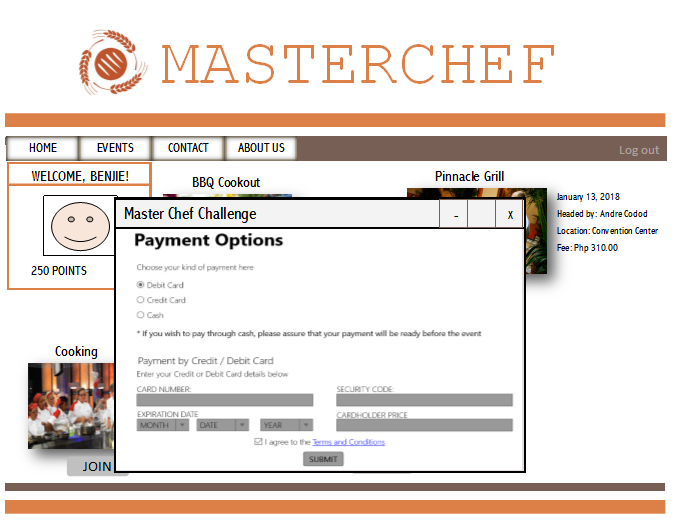 MASTERCHEF
HOME EVENTS CONTACT ABOUT US Log out
WELCOME, BENJIE!
250 POINTS
BBQ Cookout
Pinnacle Grill
January 13, 2018
Headed by: Andre Codod
Location: Convention Center
Fee: Php 310.00
Master Chef Challenge - X
Payment Options
Choose your kind of payment here
Debit Card
Credit Card
Cash
* If you wish to pay through cash, please assure that your payment will be ready before the event
Payment by Credit / Debit Card
Enter your Credit or Debit Card details below
CARD NUMBER: SECURITY CODE:
EXPIRATION DATE CARDHOLDER PRICE
MONTH DATE YEAR
I agree to the Terms and Conditions
SUBMIT
Cooking
JOIN